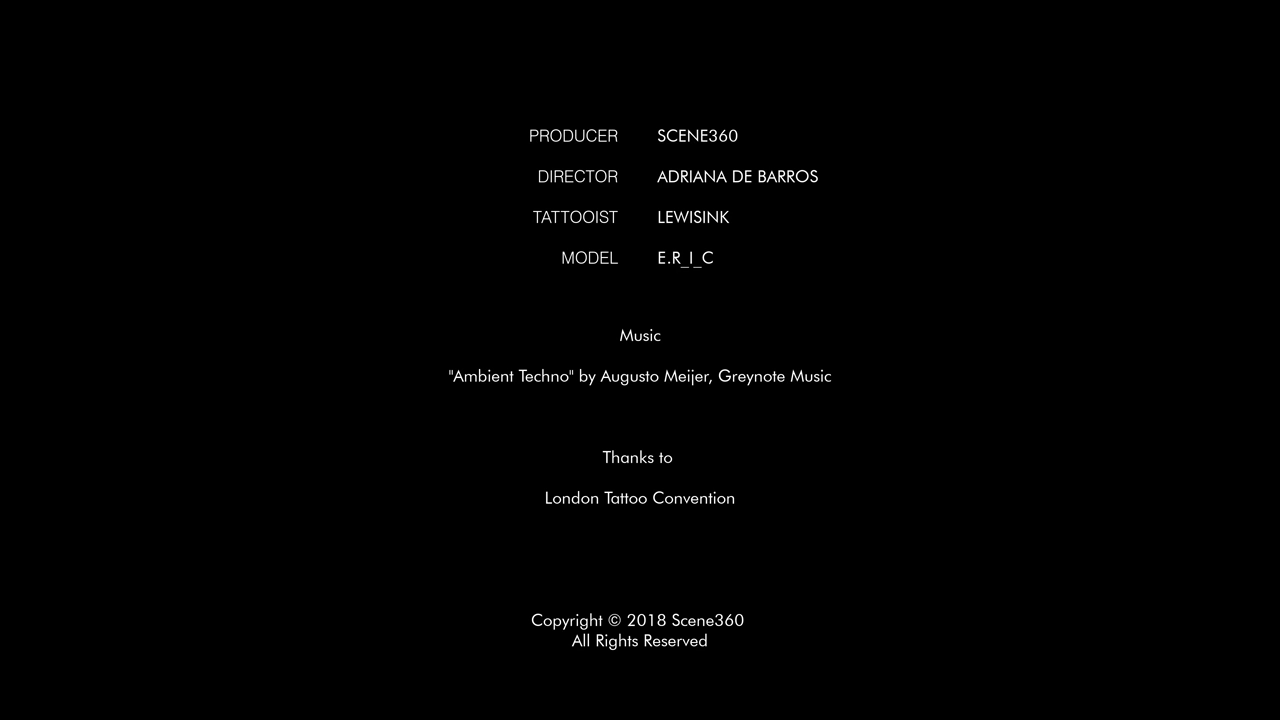 PRODUCER SCENE360
DIRECTOR ADRIANA DE BARROS
TATTOOIST LEWISINK
MODEL E.R_I_C
Music
"Ambient Techno" by Augusto Meijer, Greynote Music
Thanks to
London Tattoo Convention
Copyright © 2018 Scene360
All Rights Reserved